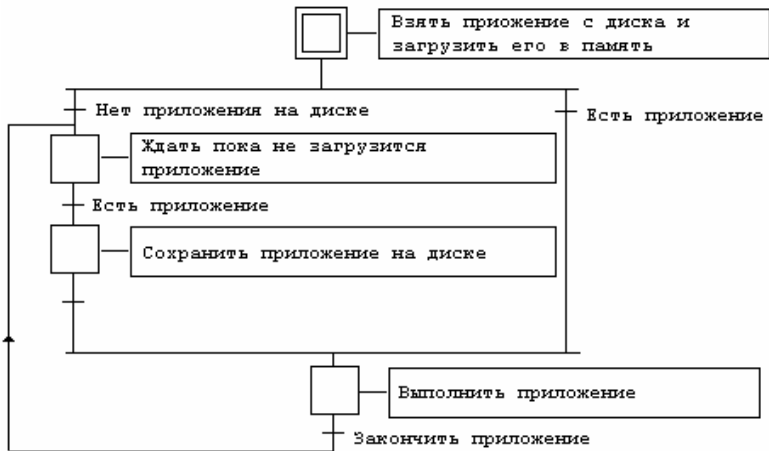 Взять приожение с диска и
загрузить его в память
Нет приложения на диске
Есть приложение
Ждать пока не загрузится
приложение
Есть приложение
Сохранить приложение на диске
Выполнить приложение
Закончить приложение